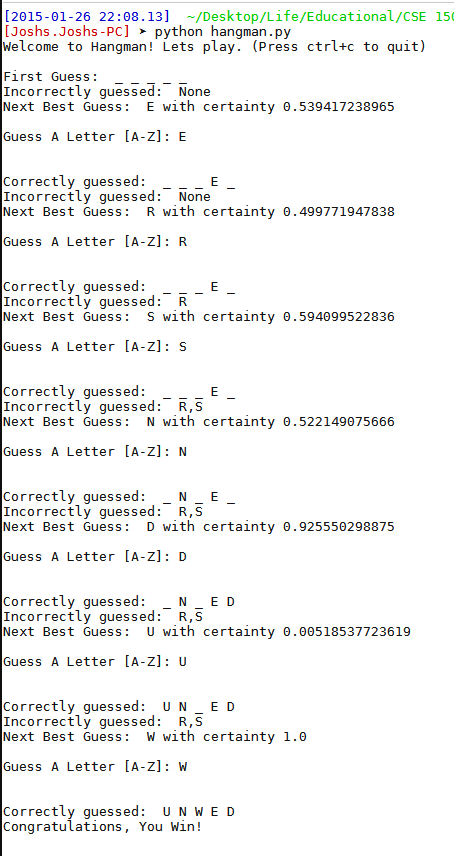 [2015-01-26 22:08.13]  ~/Desktop/Life/Educational/CSE 150
[Joshs.Joshs-PC] ➤ python hangman.py
Welcome to Hangman! Lets play. (Press ctrl+c to quit)
First Guess:  _ _ _ _ _
Incorrectly guessed:  None
Next Best Guess:  E with certainty 0.539417238965
Guess A Letter [A-Z]: E
Correctly guessed:  _ _ _ E _
Incorrectly guessed:  None
Next Best Guess:  R with certainty 0.499771947838
Guess A Letter [A-Z]: R
Correctly guessed:  _ _ _ E _
Incorrectly guessed:  R
Next Best Guess:  S with certainty 0.594099522836
Guess A Letter [A-Z]: S
Correctly guessed:  _ _ _ E _
Incorrectly guessed:  R,S
Next Best Guess:  N with certainty 0.522149075666
Guess A Letter [A-Z]: N
Correctly guessed:  _ N _ E _
Incorrectly guessed:  R,S
Next Best Guess:  D with certainty 0.925550298875
Guess A Letter [A-Z]: D
Correctly guessed:  _ N _ E D
Incorrectly guessed:  R,S
Next Best Guess:  U with certainty 0.00518537723619
Guess A Letter [A-Z]: U
Correctly guessed:  U N _ E D
Incorrectly guessed:  R,S
Next Best Guess:  W with certainty 1.0
Guess A Letter [A-Z]: W
Correctly guessed:  U N W E D
Congratulations, You Win!